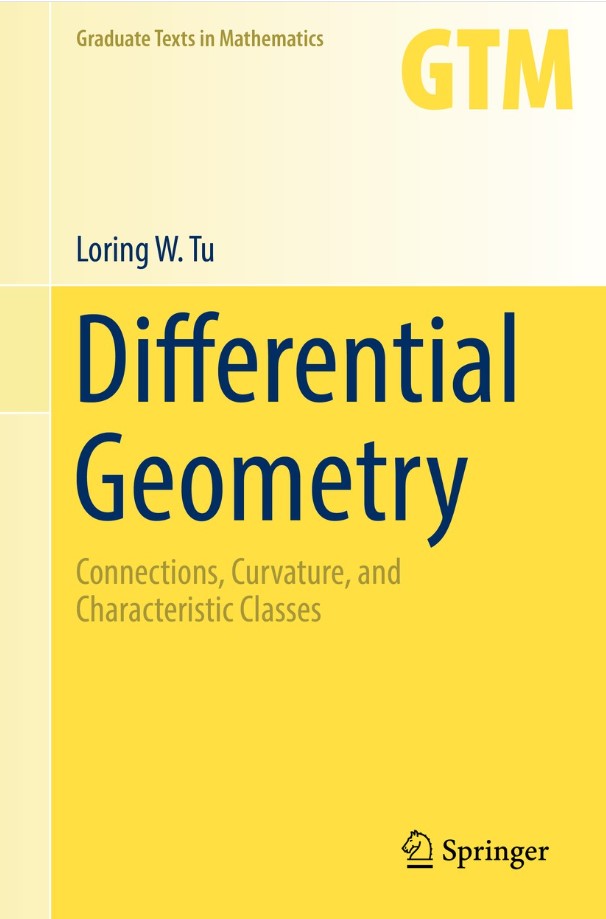 Graduate Texts in Mathematics
GTM
Loring W. Tu
Differential
Geometry
Connections, Curvature, and
Characteristic Classes
Springer